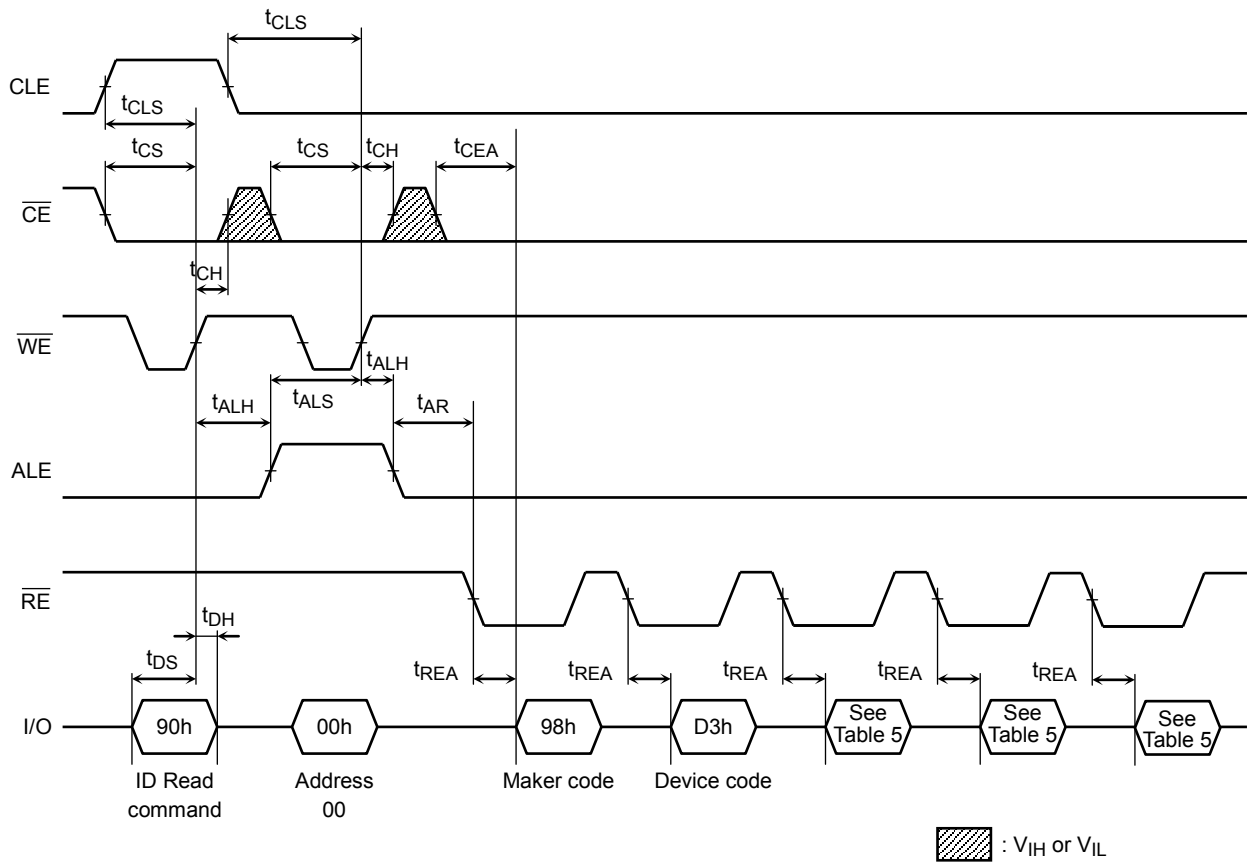 tCLS
CLE
tCLS
tCS
tCS
tCH
tCEA
CE
tCH
WE
tALH
tALH
tALS
tAR
ALE
RE
tDH
tDS
tREA
tREA
tREA
tREA
tREA
I/O
90h
00h
98h
D3h
See
Table 5
See
Table 5
See
Table 5
ID Read
command
Address
00
Maker code
Device code
: VIH or VIL